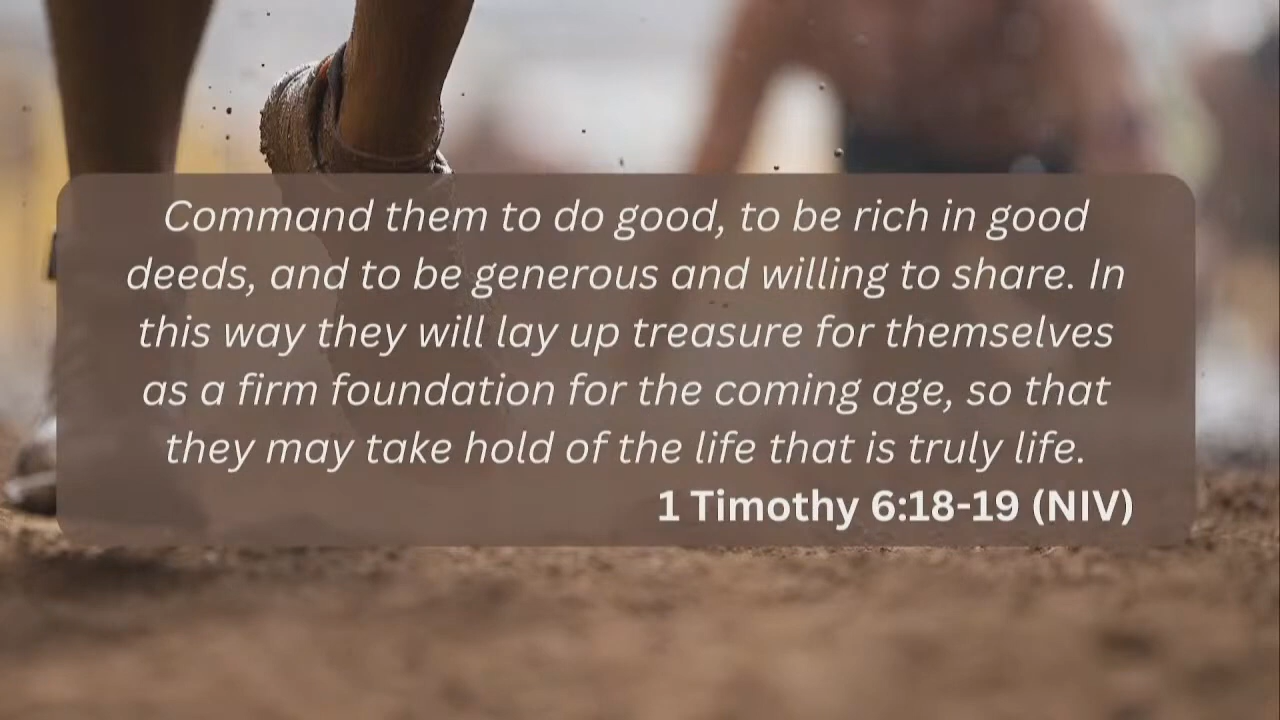 Command them to do good, to be rich in good
deeds, and to be generous and willing to share. In
this way they will lay up treasure for themselves
as a firm foundation for the coming age, so that
they may take hold of the life that is truly life.
1 Timothy 6:18-19 (NIV)